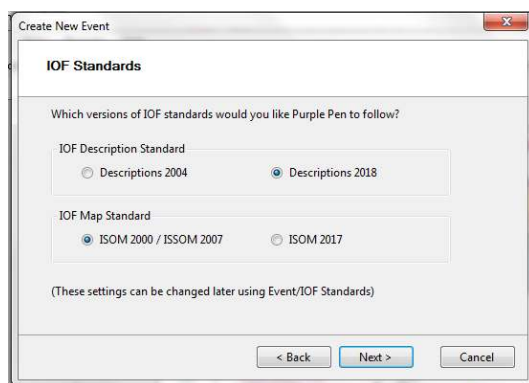 Create New Event
IOF Standards
Which versions of IOF standards would you like Purple Pen to follow?
IOF Description Standard
Descriptions 2004
Descriptions 2018
IOF Map Standard
ISOM 2000 / ISSOM 2007
ISOM 2017
(These settings can be changed later using Event/IOF Standards)
< Back
Next >
Cancel